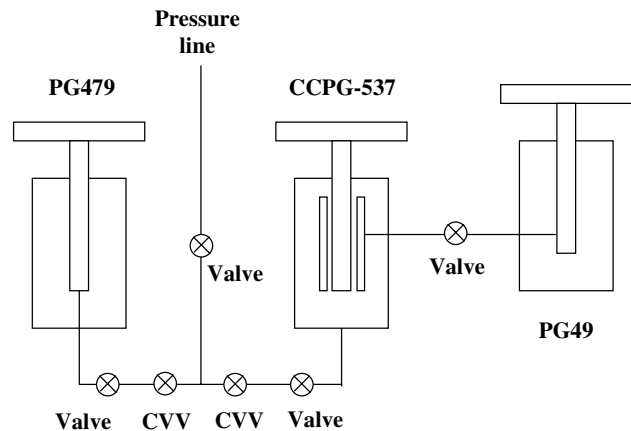 Pressure
line
PG479
CCPG-537
Valve
Valve
PG49
Valve
CVV
CVV
Valve